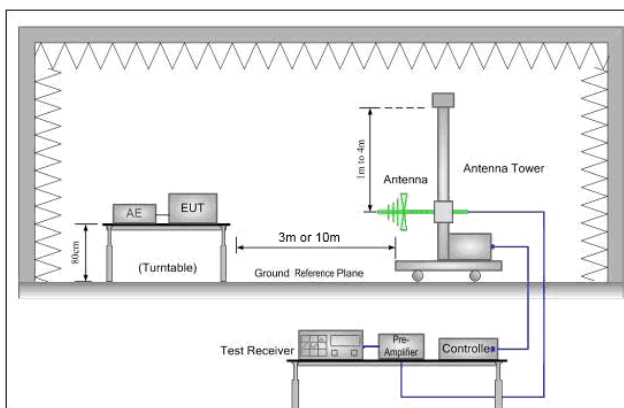 1m to 4m
Antenna Tower
Antenna
AE
EUT
80cm
(Turntable)
3m or 10m
Ground Reference Plane
Test Receiver
Pre-
Amplifier
Controlle